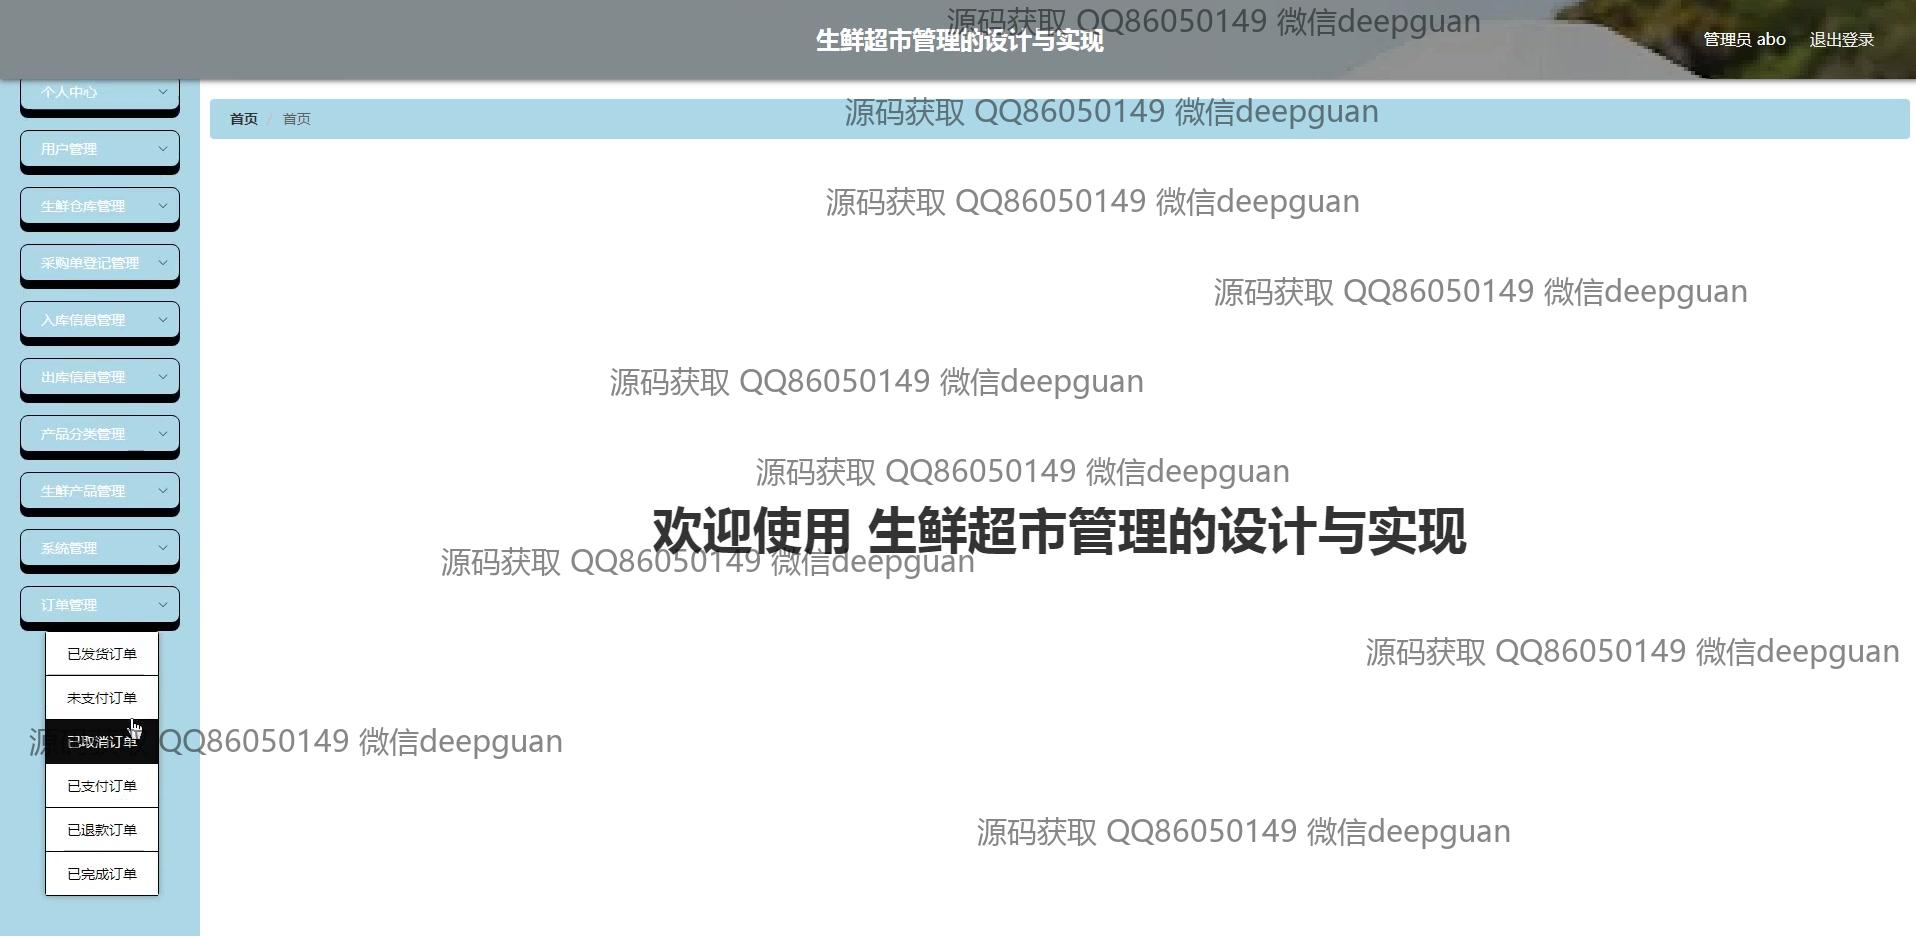 源码获取 QQ86050149 微信deepguan
生鲜超市管理的设计与实现
管理员 abo
退出登录
个人中心
源码获取 QQ86050149 微信deepguan
首页 / 首页
用户管理
源码获取 QQ86050149 微信deepguan
生鲜仓库管理
采购单登记管理
源码获取 QQ86050149 微信deepguan
入库信息管理
出库信息管理
源码获取 QQ86050149 微信deepguan
产品分类管理
源码获取 QQ86050149 微信deepguan
生鲜产品管理
欢迎使用 生鲜超市管理的设计与实现
系统管理
源码获取 QQ86050149 微信deepguan
订单管理
已发货订单
源码获取 QQ86050149 微信deepguan
未支付订单
已取消订单
源码获取 QQ86050149 微信deepguan
已支付订单
已退款订单
源码获取 QQ86050149 微信deepguan
已完成订单